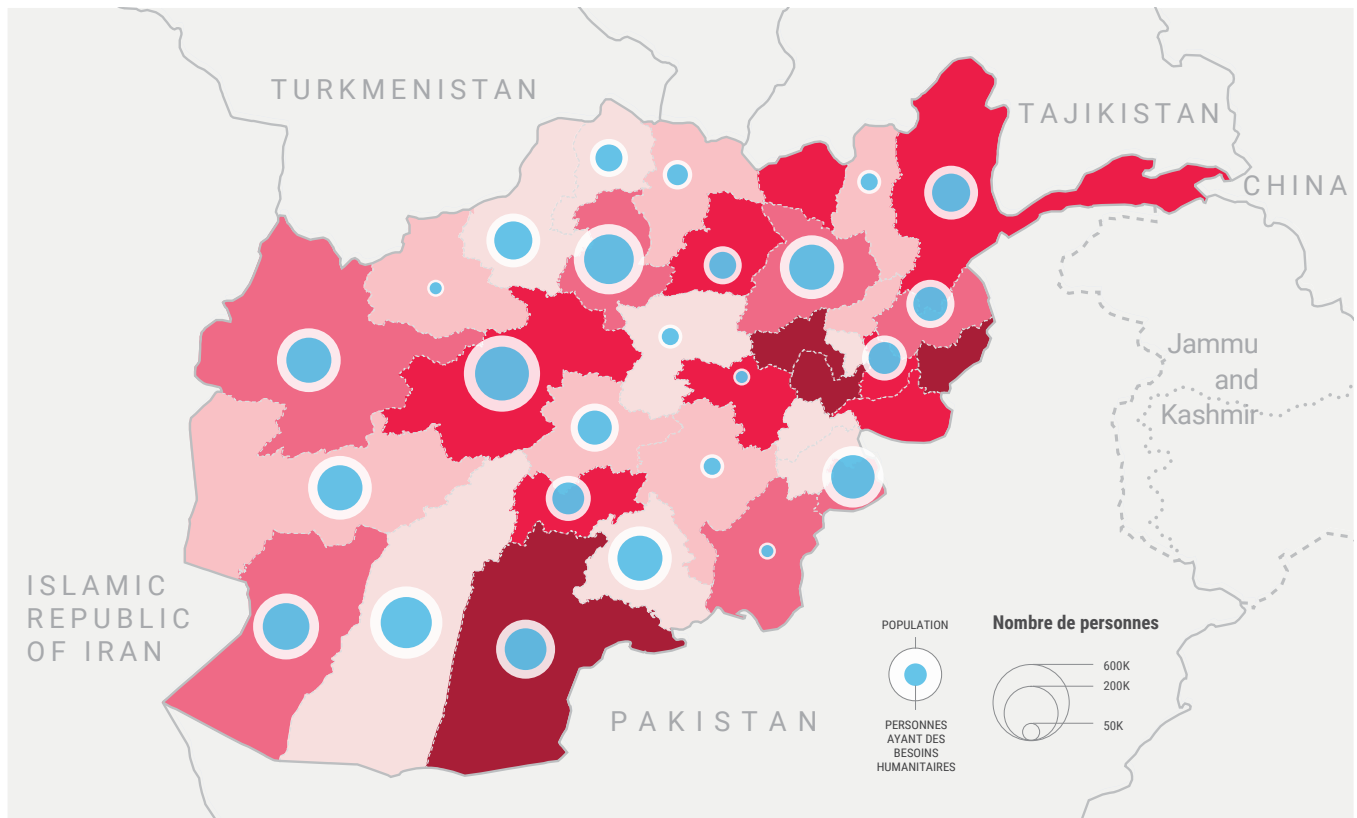 TURKMENISTAN
TAJIKISTAN
CHINA
Jammu
and
Kashmir
ISLAMIC
REPUBLIC
OF IRAN
PAKISTAN
POPULATION
PERSONNES
AYANT DES
BESOINS
HUMANITAIRES
Nombre de personnes
600K
200K
50K